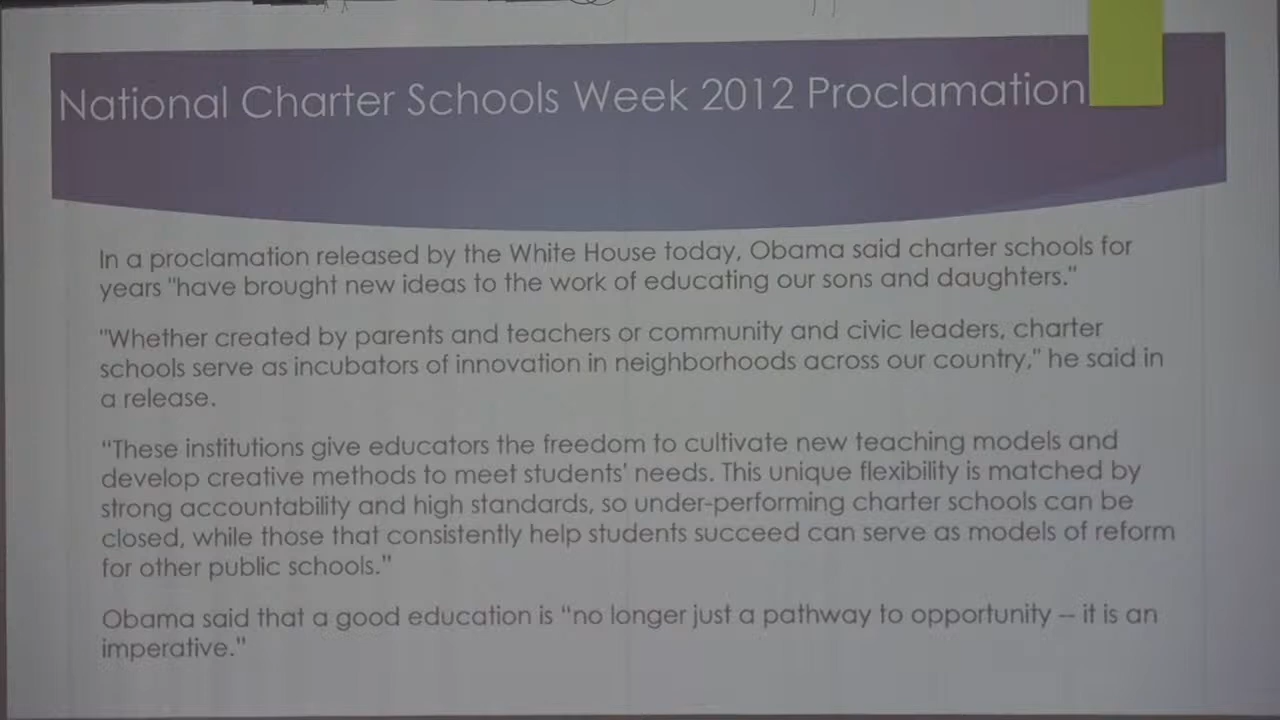 National Charter Schools Week 2012 Proclamation
In a proclamation released by the White House today, Obama said charter schools for
years "have brought new ideas to the work of educating our sons and daughters."
"Whether created by parents and teachers or community and civic leaders, charter
schools serve as incubators of innovation in neighborhoods across our country," he said in
a release.
“These institutions give educators the freedom to cultivate new teaching models and
develop creative methods to meet students' needs. This unique flexibility is matched by
strong accountability and high standards, so under-performing charter schools can be
closed, while those that consistently help students succeed can serve as models of reform
for other public schools.”
Obama said that a good education is “no longer just a pathway to opportunity – it is an
imperative.”